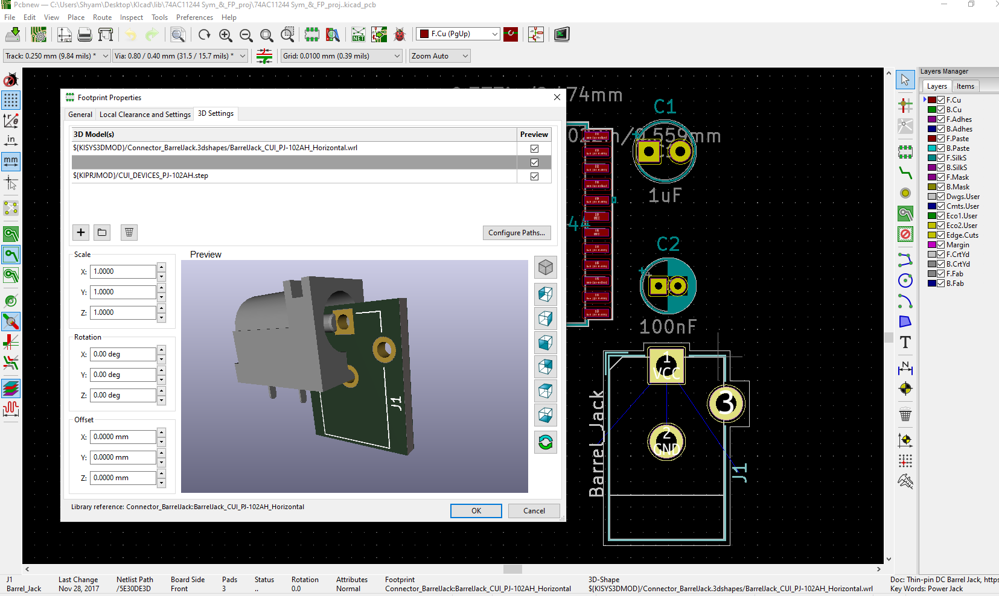 Pcbnew — C:\Users\Shyam\Desktop\KIcad\lib\74AC11244 Sym_&_FP_proj\74AC11244 Sym_&_FP_proj..kicad_pcb
File Edit View Place Route Inspect Tools Preferences Help
NET
F.Cu (PgUp)
Track: 0.250 mm (9.84 mils) *
Via: 0.80 / 0.40 mm (31.5 / 15.7 mils) *
Grid: 0.0100 mm (0.39 mils)
Zoom Auto
in
mm
Footprint Properties
General
Local Clearance and Settings
3D Settings
3D Model(s)
Preview
${KISYS3DMOD}/Connector_BarrelJack.3dshapes/BarrelJack_CUI_PJ-102AH_Horizontal.wrl
${KIPRJMOD}/CUI_DEVICES_PJ-102AH.step
Configure Paths...
Scale
X: 1.0000
Y: 1.0000
Z: 1.0000
Rotation
X: 0.00 deg
Y: 0.00 deg
Z: 0.00 deg
Offset
X: 0.0000 mm
Y: 0.0000 mm
Z: 0.0000 mm
Preview
J1
Library reference: Connector_BarrelJack:BarrelJack_CUI_PJ-102AH_Horizontal
OK
Cancel
74mm
/0.559mm
44
C1
1uF
C2
100nF
1
VCC
2
GND
3
Barrel_Jack
J1
Layers Manager
Layers
Items
F.Cu
B.Cu
F.Adhes
B.Adhes
F.Paste
B.Paste
F.SilkS
B.SilkS
F.Mask
B.Mask
Dwgs.User
Cmts.User
Eco1.User
Eco2.User
Edge.Cuts
Margin
F.CrtYd
B.CrtYd
F.Fab
B.Fab
T
N
J1 Last Change Netlist Path Board Side Pads Status Rotation Attributes Footprint 3D-Shape Doc: Thin-pin DC Barrel Jack, https
Barrel_Jack Nov 28, 2017 /5E30DE3D Front 3 .. 0.0 Normal Connector_BarrelJack:BarrelJack_CUI_PJ-102AH_Horizontal ${KISYS3DMOD}/Connector_BarrelJack.3dshapes/BarrelJack_CUI_PJ-102AH_Horizontal.wrl Key Words: Power Jack